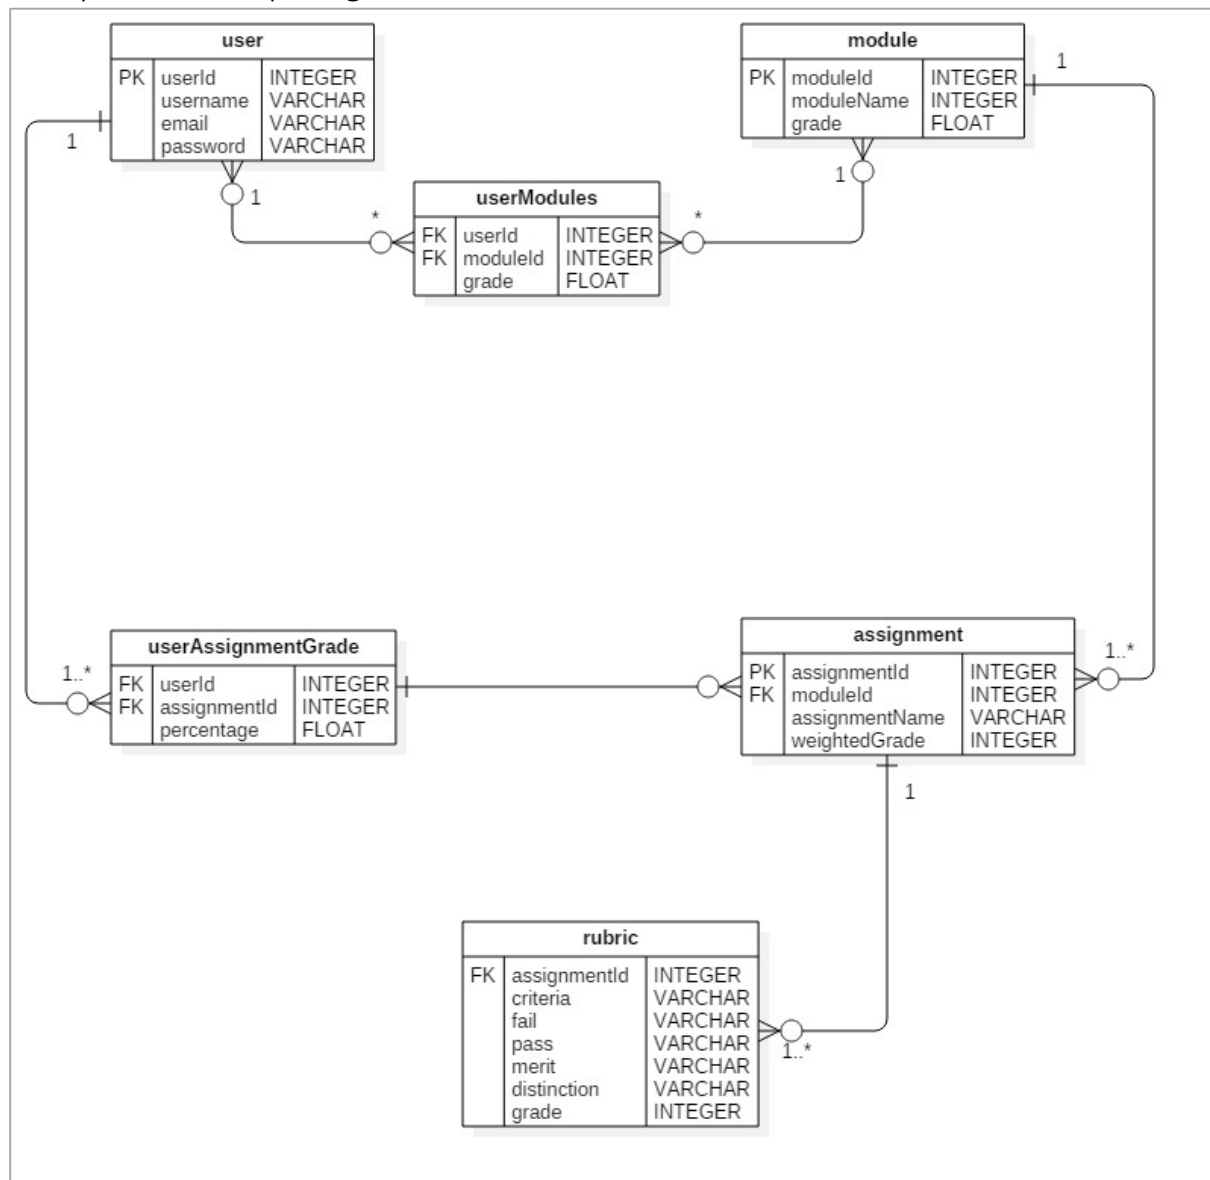 user
PK userId INTEGER
username VARCHAR
email VARCHAR
password VARCHAR
1
1
module
PK moduleId INTEGER
moduleName INTEGER
grade FLOAT
1
1
userModules
FK userId INTEGER
FK moduleId INTEGER
grade FLOAT
*
*
userAssignmentGrade
FK userId INTEGER
FK assignmentId INTEGER
percentage FLOAT
1..*
assignment
PK assignmentId INTEGER
FK moduleId INTEGER
assignmentName VARCHAR
weightedGrade INTEGER
1..*
1
rubric
FK assignmentId INTEGER
criteria VARCHAR
fail VARCHAR
pass VARCHAR
merit VARCHAR
distinction VARCHAR
grade INTEGER
1..*